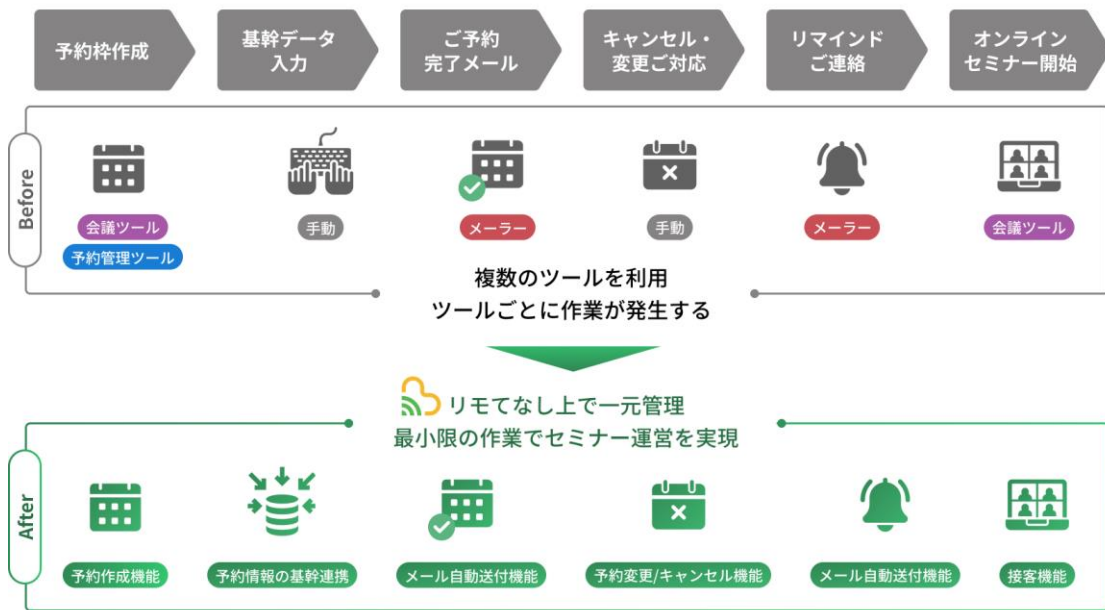 予約枠作成
基幹データ
入力
ご予約
完了メール
キャンセル・
変更ご対応
リマインド
ご連絡
オンライン
セミナー開始
Before
会議ツール
予約管理ツール
手動
メーラー
手動
メーラー
会議ツール
複数のツールを利用
ツールごとに作業が発生する
リモてなし上で一元管理
最小限の作業でセミナー運営を実現
After
予約作成機能
予約情報の基幹連携
メール自動送付機能
予約変更/キャンセル機能
メール自動送付機能
接客機能